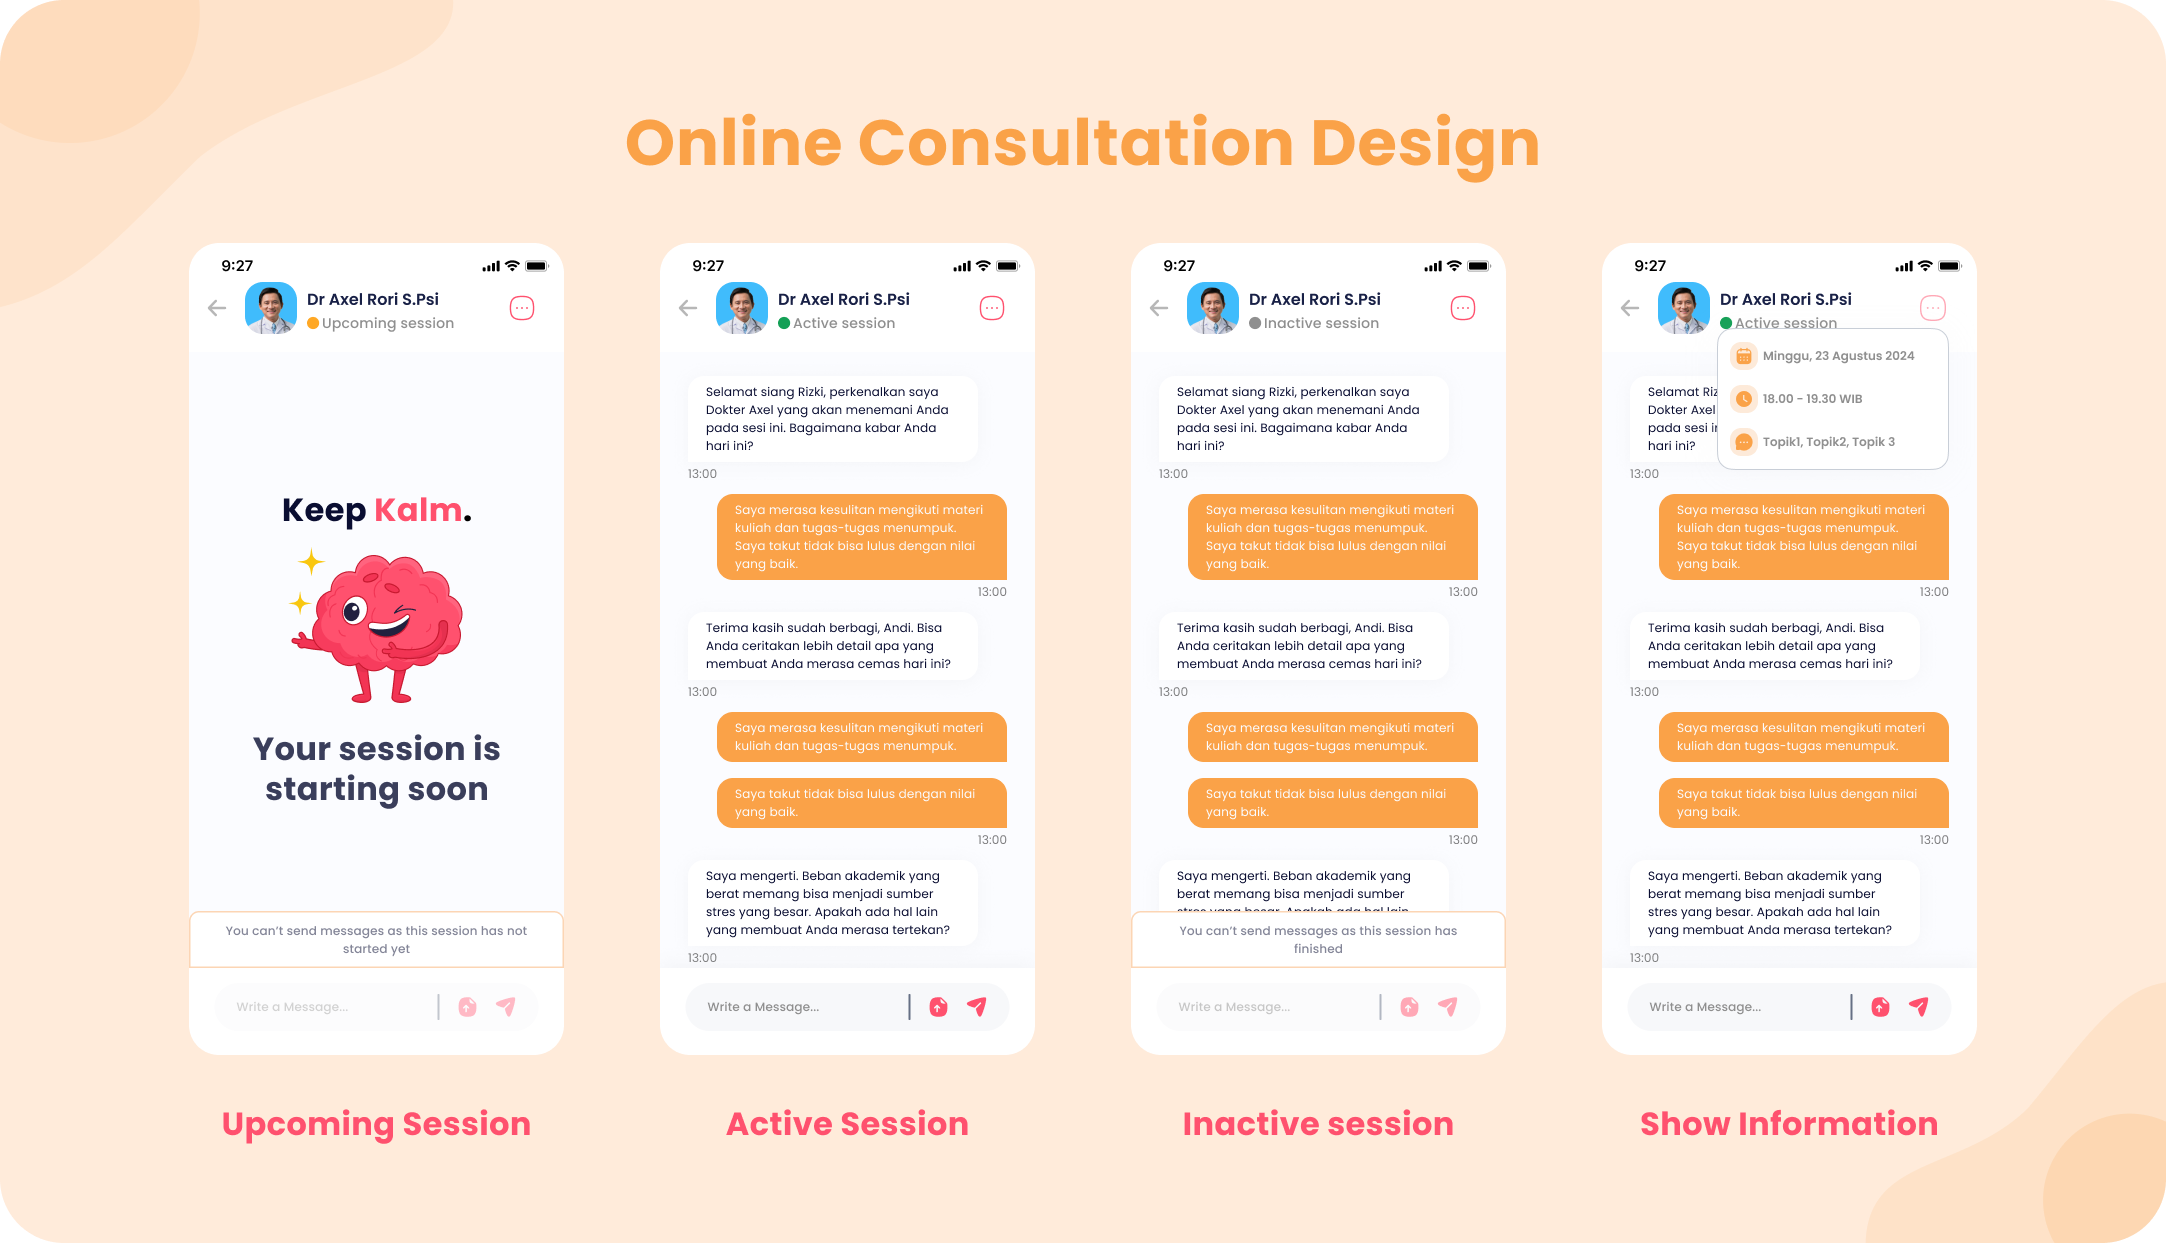 Online Consultation Design
9:27
Dr Axel Rori S.Psi
Upcoming session
Keep Kalm.
Your session is
starting soon
You can't send messages as this session has not
started yet
Write a Message...
Upcoming Session
9:27
Dr Axel Rori S.Psi
Active session
Selamat siang Rizki, perkenalkan saya
Dokter Axel yang akan menemani Anda
pada sesi ini. Bagaimana kabar Anda
hari ini?
13:00
Saya merasa kesulitan mengikuti materi
kuliah dan tugas-tugas menumpuk.
Saya takut tidak bisa lulus dengan nilai
yang baik.
13:00
Terima kasih sudah berbagi, Andi. Bisa
Anda ceritakan lebih detail apa yang
membuat Anda merasa cemas hari ini?
13:00
Saya merasa kesulitan mengikuti materi
kuliah dan tugas-tugas menumpuk.
Saya takut tidak bisa lulus dengan nilai
yang baik.
13:00
Saya mengerti. Beban akademik yang
berat memang bisa menjadi sumber
stres yang besar. Apakah ada hal lain
yang membuat Anda merasa tertekan?
13:00
Write a Message...
Active Session
9:27
Dr Axel Rori S.Psi
Inactive session
Selamat siang Rizki, perkenalkan saya
Dokter Axel yang akan menemani Anda
pada sesi ini. Bagaimana kabar Anda
hari ini?
13:00
Saya merasa kesulitan mengikuti materi
kuliah dan tugas-tugas menumpuk.
Saya takut tidak bisa lulus dengan nilai
yang baik.
13:00
Terima kasih sudah berbagi, Andi. Bisa
Anda ceritakan lebih detail apa yang
membuat Anda merasa cemas hari ini?
13:00
Saya merasa kesulitan mengikuti materi
kuliah dan tugas-tugas menumpuk.
Saya takut tidak bisa lulus dengan nilai
yang baik.
13:00
Saya mengerti. Beban akademik yang
berat memang bisa menjadi sumber
stres yang besar. Apakah ada hal lain
You can't send messages as this session has
finished
Write a Message...
Inactive session
9:27
Dr Axel Rori S.Psi
Active session
Minggu, 23 Agustus 2024
18.00 - 19.30 WIB
Topik1, Topik2, Topik 3
Selamat
Dokter Axel
pada sesi
hari ini?
13:00
Saya merasa kesulitan mengikuti materi
kuliah dan tugas-tugas menumpuk.
Saya takut tidak bisa lulus dengan nilai
yang baik.
13:00
Terima kasih sudah berbagi, Andi. Bisa
Anda ceritakan lebih detail apa yang
membuat Anda merasa cemas hari ini?
13:00
Saya merasa kesulitan mengikuti materi
kuliah dan tugas-tugas menumpuk.
Saya takut tidak bisa lulus dengan nilai
yang baik.
13:00
Saya mengerti. Beban akademik yang
berat memang bisa menjadi sumber
stres yang besar. Apakah ada hal lain
yang membuat Anda merasa tertekan?
13:00
Write a Message...
Show Information